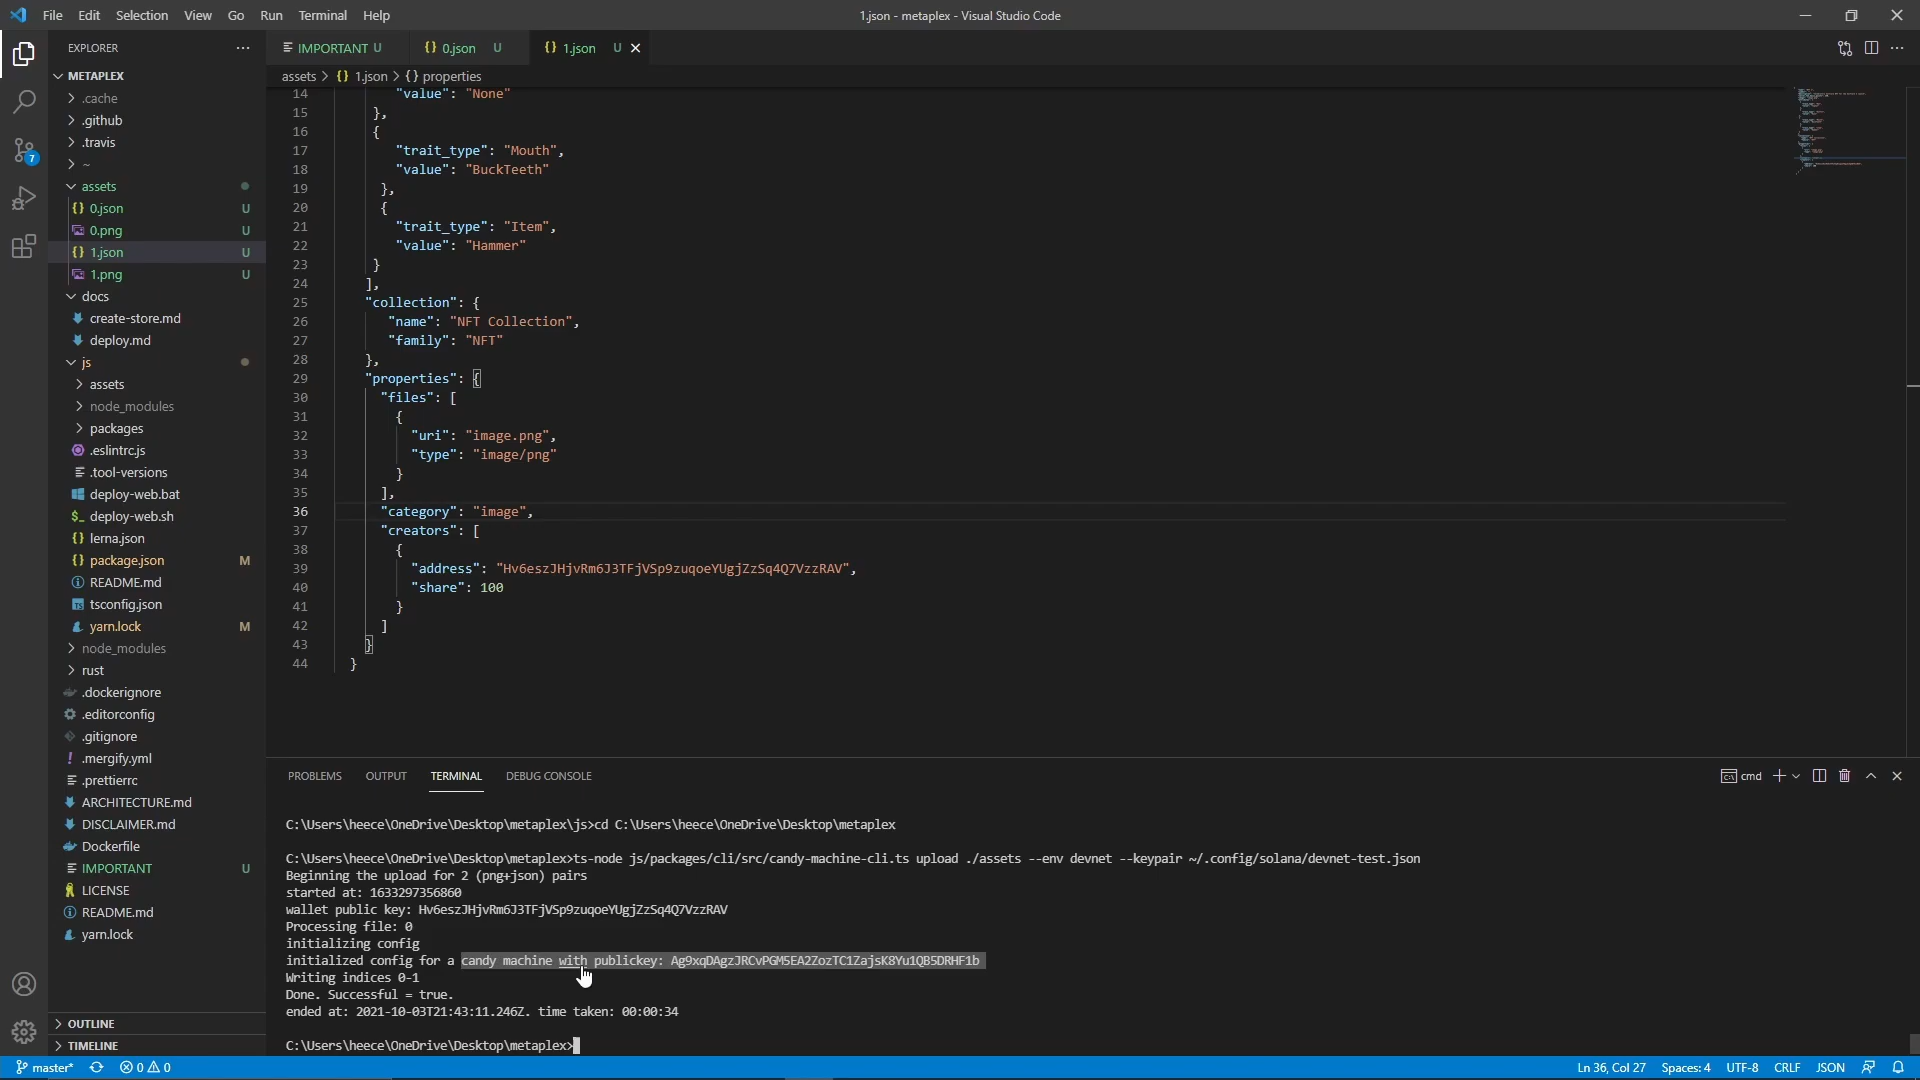 File Edit Selection View Go Run Terminal Help
1.json - metaplex - Visual Studio Code
EXPLORER
METAPLEX
.cache
.github
.travis
~
assets
0.json U
0.png U
1.json U
1.png U
docs
create-store.md
deploy.md
js
assets
node_modules
packages
.eslintrc.js
.tool-versions
deploy-web.bat
deploy-web.sh
lerna.json
package.json M
README.md
tsconfig.json
yarn.lock M
node_modules
rust
.dockerignore
.editorconfig
.gitignore
.mergify.yml
.prettierrc
ARCHITECTURE.md
DISCLAIMER.md
Dockerfile
IMPORTANT U
LICENSE
README.md
yarn.lock
OUTLINE
TIMELINE
7
IMPORTANT U
{} 0.json U
{} 1.json U
assets > {} 1.json > {} properties
14 "value": "None"
15 },
16 {
17 "trait_type": "Mouth",
18 "value": "BuckTeeth"
19 },
20 {
21 "trait_type": "Item",
22 "value": "Hammer"
23 }
24 ],
25 "collection": {
26 "name": "NFT Collection",
27 "family": "NFT"
28 },
29 "properties": {
30 "files": [
31 {
32 "uri": "image.png",
33 "type": "image/png"
34 }
35 ],
36 "category": "image",
37 "creators": [
38 {
39 "address": "Hv6eszJHjvRm6J3TFjVSp9zuqoeYUgjZzSq4Q7VzzRAV",
40 "share": 100
41 }
42 ]
43 }
44 }
PROBLEMS OUTPUT TERMINAL DEBUG CONSOLE
cmd
C:\Users\heece\OneDrive\Desktop\metaplex\js>cd C:\Users\heece\OneDrive\Desktop\metaplex
C:\Users\heece\OneDrive\Desktop\metaplex>ts-node js/packages/cli/src/candy-machine-cli.ts upload ./assets --env devnet --keypair ~/.config/solana/devnet-test.json
Beginning the upload for 2 (png+json) pairs
started at: 1633297356860
wallet public key: Hv6eszJHjvRm6J3TFjVSp9zuqoeYUgjZzSq4Q7VzzRAV
Processing file: 0
initializing config
initialized config for a candy machine with publickey: Ag9xqDAgzJRCvPGM5EA2ZozTC1ZajsK8Yu1QB5DRHF1b
Writing indices 0-1
Done. Successful = true.
ended at: 2021-10-03T21:43:11.246Z. time taken: 00:00:34
C:\Users\heece\OneDrive\Desktop\metaplex>
master* 0 0
Ln 36, Col 27 Spaces: 4 UTF-8 CRLF JSON